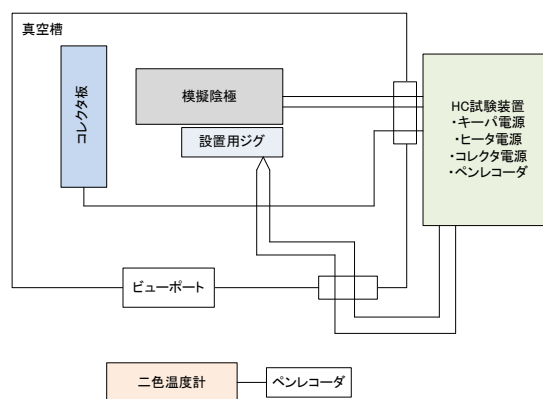 真空槽
コレクタ板
模擬陰極
設置用ジグ
HC試験装置
・キーパ電源
・ヒータ電源
・コレクタ電源
・ペンレコーダ
ビューポート
二色温度計
ペンレコーダ